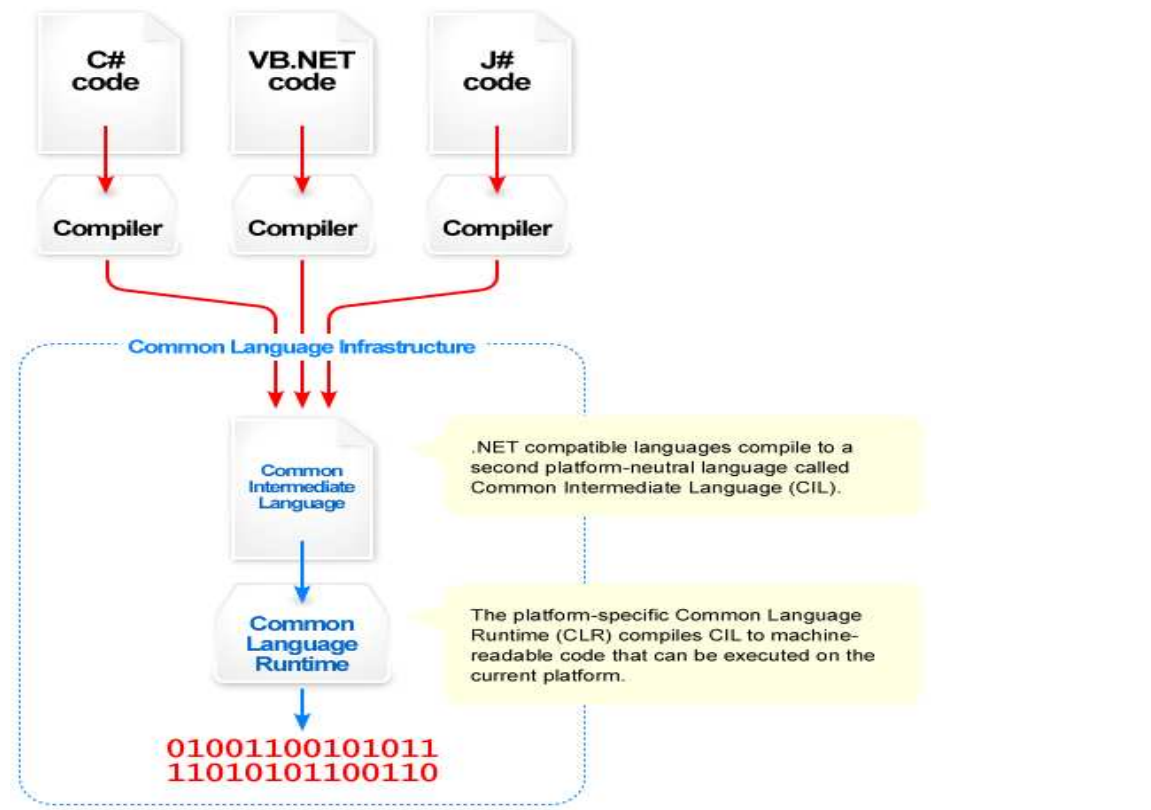 C#
code
VB.NET
code
J#
code
Compiler
Compiler
Compiler
Common Language Infrastructure
Common
Intermediate
Language
.NET compatible languages compile to a
second platform-neutral language called
Common Intermediate Language (CIL).
Common
Language
Runtime
The platform-specific Common Language
Runtime (CLR) compiles CIL to machine-
readable code that can be executed on the
current platform.
01001100101011
11010101100110